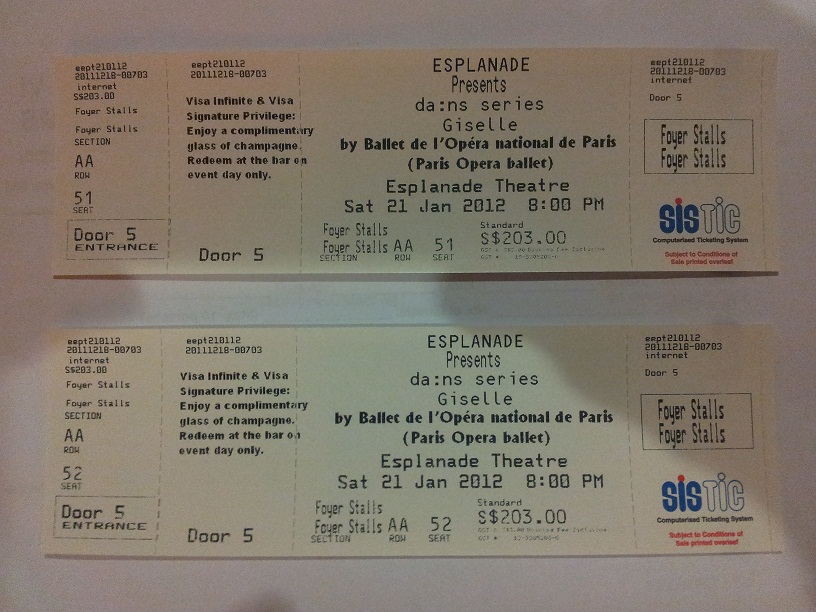 eept210112
20111218-00703
internet
S$203.00
Foyer Stalls
Foyer Stalls
SECTION
AA
ROW
51
SEAT
Door 5
ENTRANCE
eept210112
20111218-00703
Visa Infinite & Visa
Signature Privilege:
Enjoy a complimentary
glass of champagne.
Redeem at the bar on
event day only.
Door 5
ESPLANADE
Presents
da:ns series
Giselle
by Ballet de l'Opéra national de Paris
(Paris Opera ballet)
Esplanade Theatre
Sat 21 Jan 2012 8:00 PM
Foyer Stalls
Foyer Stalls AA 51
SECTION ROW SEAT
Standard
S$203.00
eept210112
20111218-00703
internet
Door 5
Foyer Stalls
Foyer Stalls
SISTIC
Computerised Ticketing System
Subject to Conditions of
Sale printed overleaf
eept210112
20111218-00703
internet
S$203.00
Foyer Stalls
Foyer Stalls
SECTION
AA
ROW
52
SEAT
Door 5
ENTRANCE
eept210112
20111218-00703
Visa Infinite & Visa
Signature Privilege:
Enjoy a complimentary
glass of champagne.
Redeem at the bar on
event day only.
Door 5
ESPLANADE
Presents
da:ns series
Giselle
by Ballet de l'Opéra national de Paris
(Paris Opera ballet)
Esplanade Theatre
Sat 21 Jan 2012 8:00 PM
Foyer Stalls
Foyer Stalls AA 52
SECTION ROW SEAT
Standard
S$203.00
eept210112
20111218-00703
internet
Door 5
Foyer Stalls
Foyer Stalls
SISTIC
Computerised Ticketing System
Subject to Conditions of
Sale printed overleaf